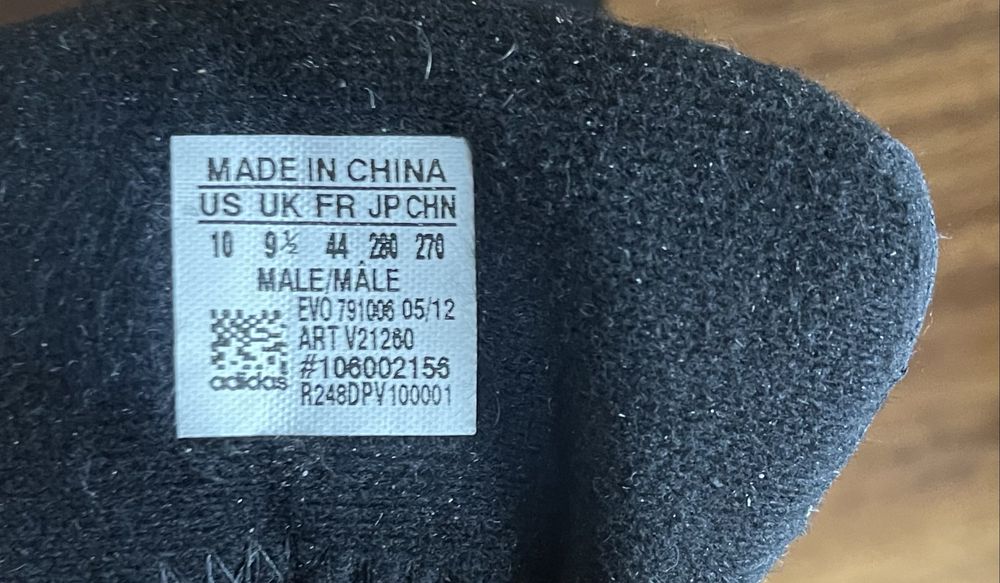 MADE IN CHINA
US UK FR JP CHN
10 9½ 44 280 270
MALE/MÂLE
EVO 791006 05/12
ART V21260
#106002156
adidas
R248DPV100001